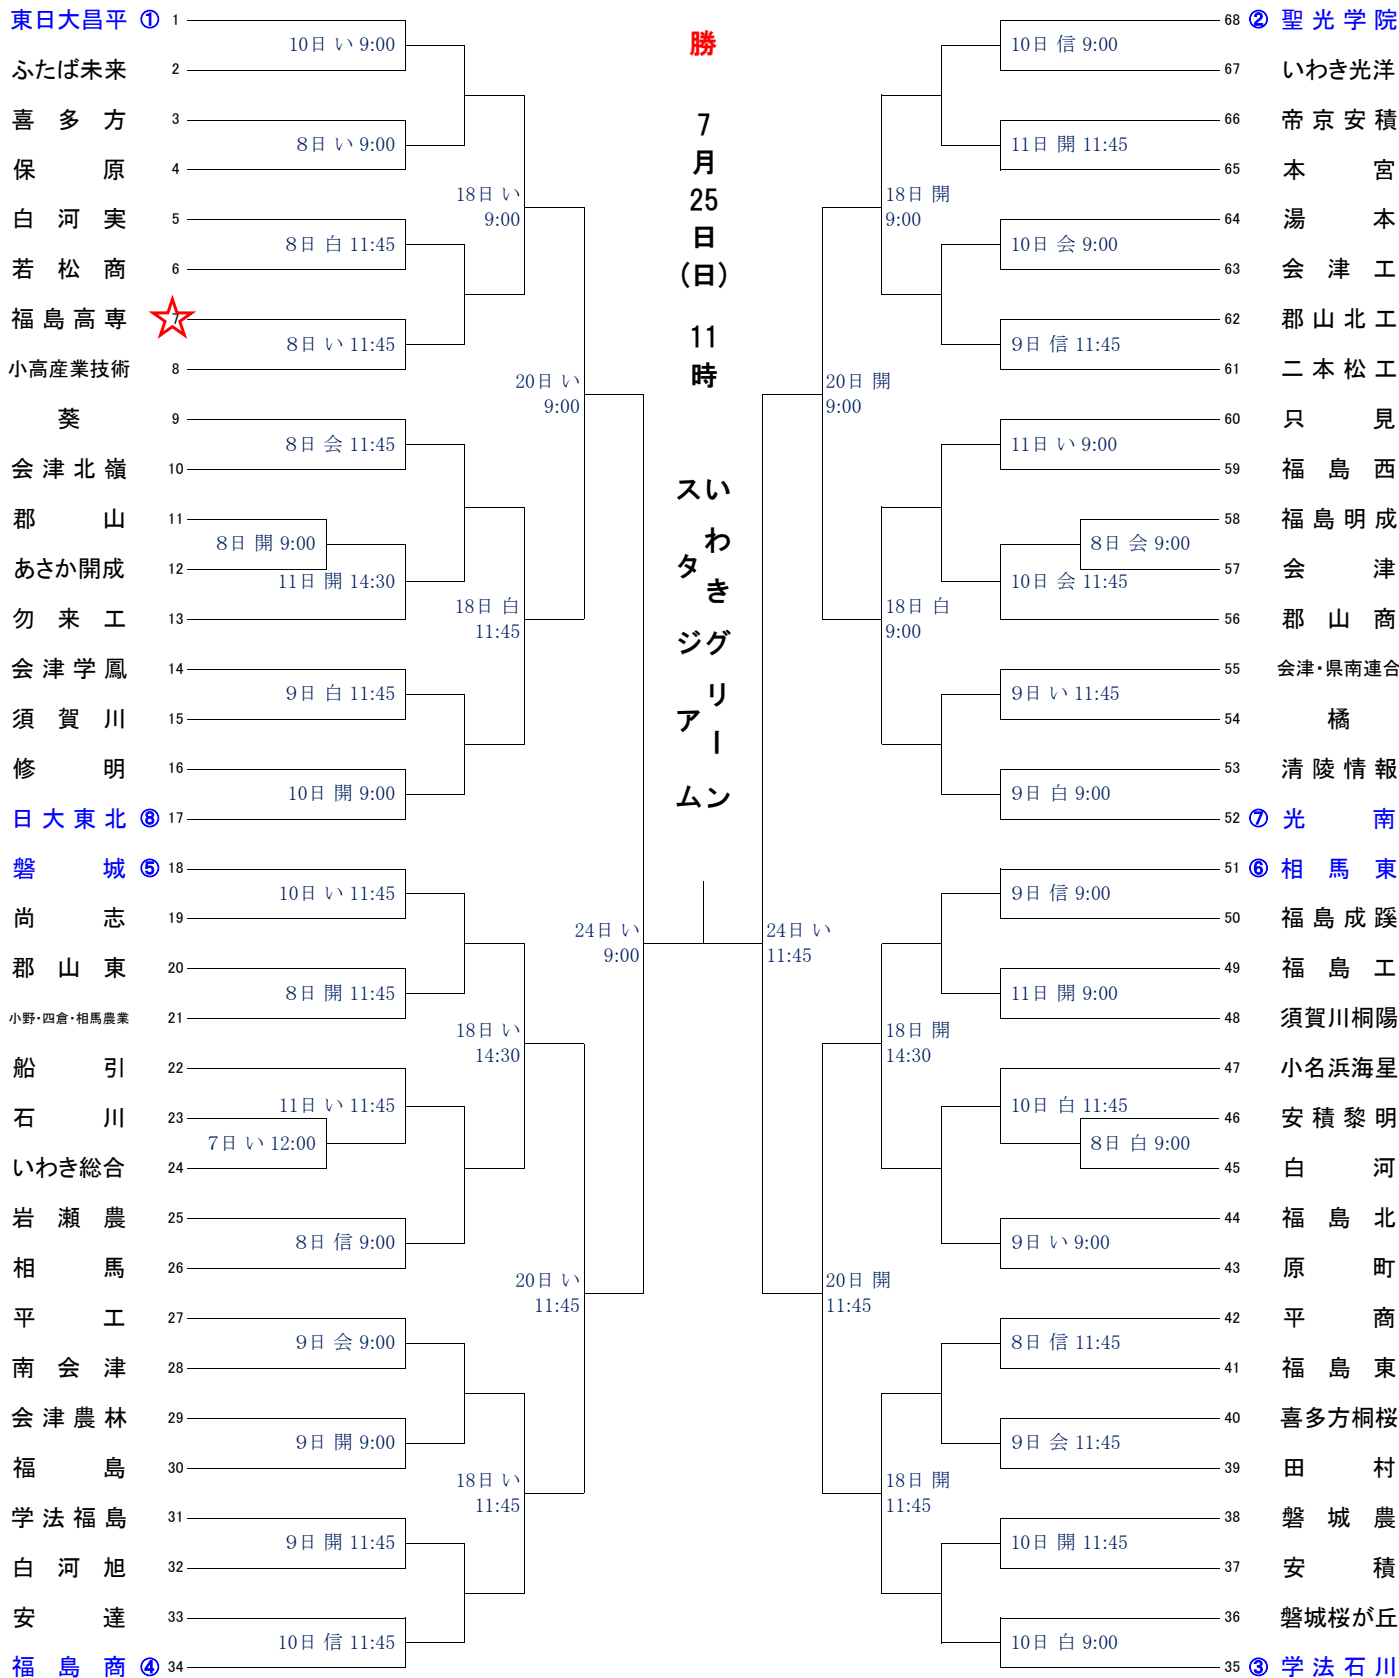 東日大昌平 ① 1
10日 い 9:00
ふたば未来 2
喜多方 3
8日 い 9:00
保原 4
18日 い
9:00
白河実 5
8日 白 11:45
若松商 6
福島高専 7
8日 い 11:45
小高産業技術 8
20日 い
9:00
葵 9
8日 会 11:45
会津北嶺 10
郡山 11
8日 開 9:00
あさか開成 12
11日 開 14:30
勿来工 13
18日 白
11:45
会津学鳳 14
9日 白 11:45
須賀川 15
修明 16
10日 開 9:00
日大東北 ⑧ 17
磐城 ⑤ 18
10日 い 11:45
尚志 19
24日 い
9:00
郡山東 20
8日 開 11:45
小野・四倉・相馬農業 21
18日 い
14:30
船引 22
11日 い 11:45
石川 23
7日 い 12:00
いわき総合 24
岩瀬農 25
8日 信 9:00
相馬 26
20日 い
11:45
平工 27
9日 会 9:00
南会津 28
会津農林 29
9日 開 9:00
福島 30
18日 い
11:45
学法福島 31
9日 開 11:45
白河旭 32
安達 33
10日 信 11:45
福島商 ④ 34
勝
7月25日(日) 11時
いわきグリーン
スタジアム
68 ② 聖光学院
10日 信 9:00
67 いわき光洋
66 帝京安積
11日 開 11:45
65 本宮
18日 開
9:00
64 湯本
10日 会 9:00
63 会津工
62 郡山北工
9日 信 11:45
61 二本松工
20日 開
9:00
60 只見
11日 い 9:00
59 福島西
58 福島明成
8日 会 9:00
57 会津
10日 会 11:45
56 郡山商
18日 白
9:00
55 会津・県南連合
9日 い 11:45
54 橘
53 清陵情報
9日 白 9:00
52 ⑦ 光南
51 ⑥ 相馬東
9日 信 9:00
50 福島成蹊
24日 い
11:45
49 福島工
11日 開 9:00
48 須賀川桐陽
18日 開
14:30
47 小名浜海星
10日 白 11:45
46 安積黎明
8日 白 9:00
45 白河
44 福島北
9日 い 9:00
43 原町
20日 開
11:45
42 平商
8日 信 11:45
41 福島東
40 喜多方桐桜
9日 会 11:45
39 田村
18日 開
11:45
38 磐城農
10日 開 11:45
37 安積
36 磐城桜が丘
10日 白 9:00
35 ③ 学法石川